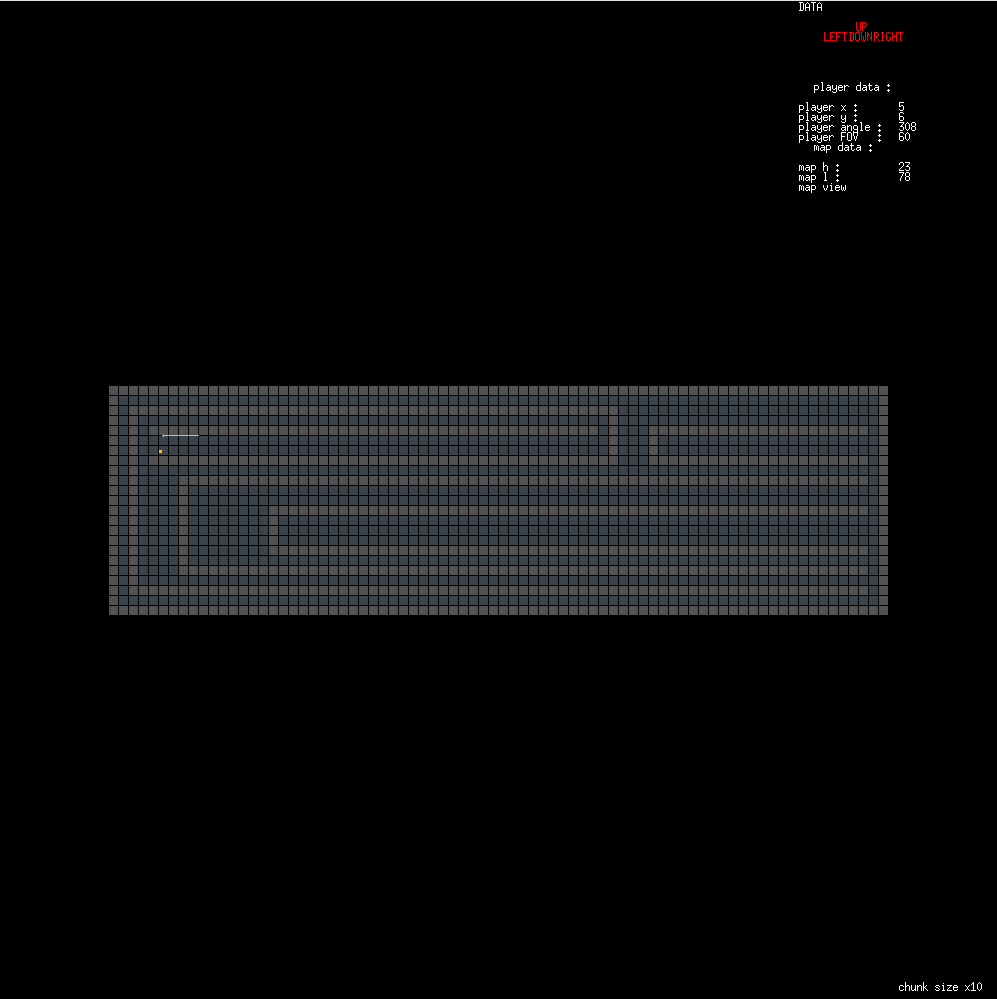 DATA
UP
LEFTDOWNRIGHT
player data :
player x : 5
player y : 6
player angle : 308
player FOV : 60
map data :
map h : 23
map l : 78
map view
chunk size x10